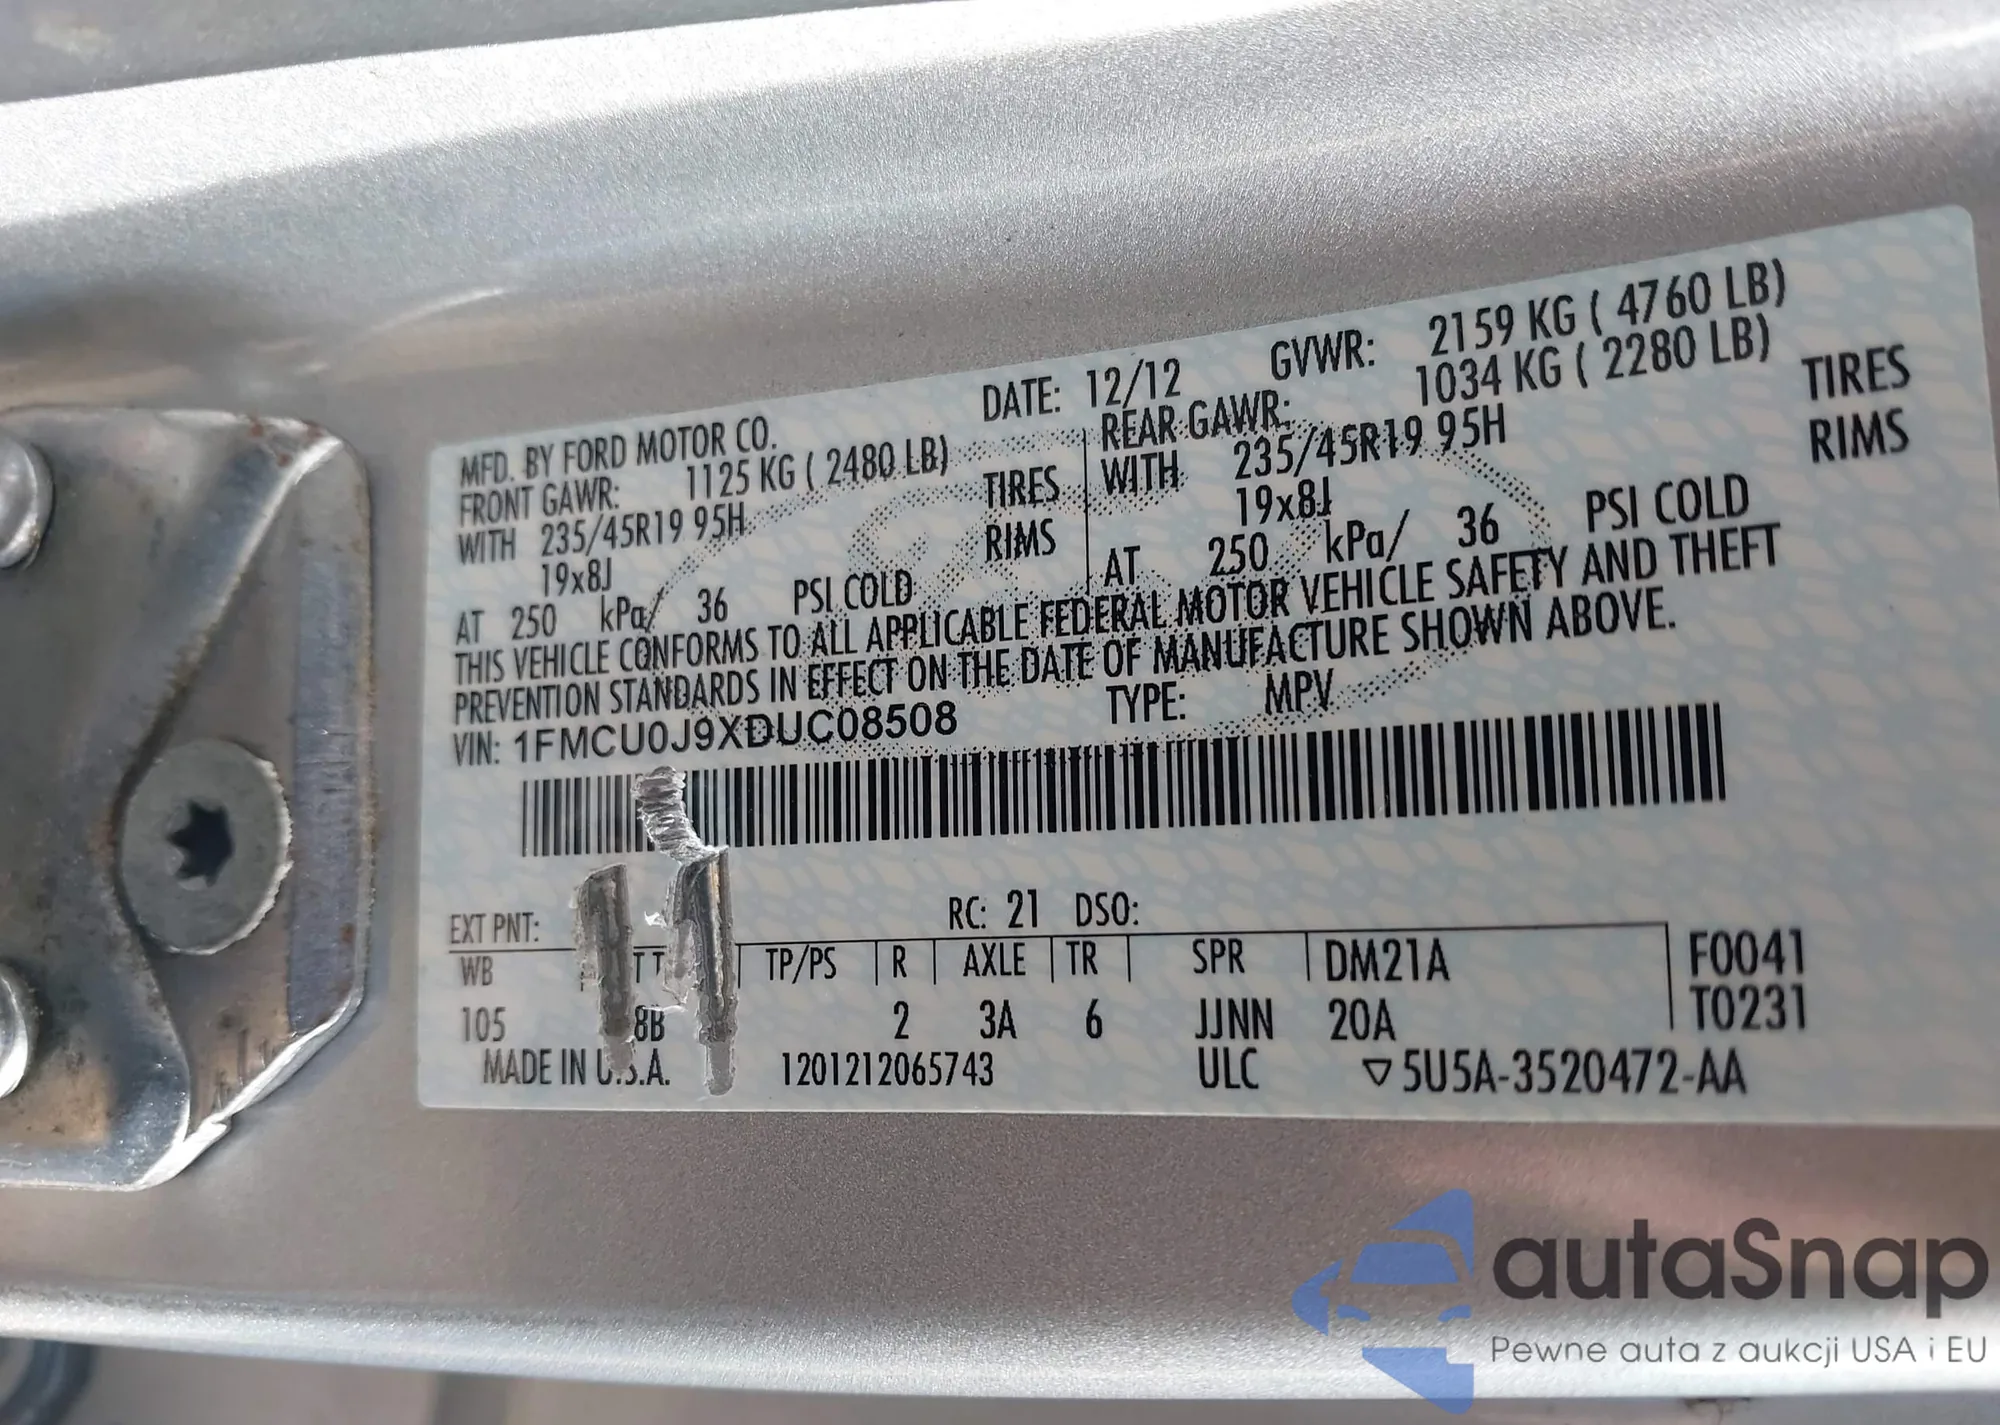 MFD. BY FORD MOTOR CO. DATE: 12/12 GVWR: 2159 KG ( 4760 LB)
FRONT GAWR: 1125 KG ( 2480 LB) REAR GAWR: 1034 KG ( 2280 LB)
WITH 235/45R19 95H TIRES WITH 235/45R19 95H TIRES
19x8J RIMS 19x8J RIMS
AT 250 kPa/ 36 PSI COLD AT 250 kPa/ 36 PSI COLD
THIS VEHICLE CONFORMS TO ALL APPLICABLE FEDERAL MOTOR VEHICLE SAFETY AND THEFT
PREVENTION STANDARDS IN EFFECT ON THE DATE OF MANUFACTURE SHOWN ABOVE.
VIN: 1FMCU0J9XDUC08508 TYPE: MPV
EXT PNT: RC: 21 DSO:
WB TP/PS R AXLE TR SPR DM21A F0041
105 8B 2 3A 6 JJNN 20A T0231
MADE IN U.S.A. 1201212065743 ULC ▽5U5A-3520472-AA
autaSnap
Pewne auta z aukcji USA i EU